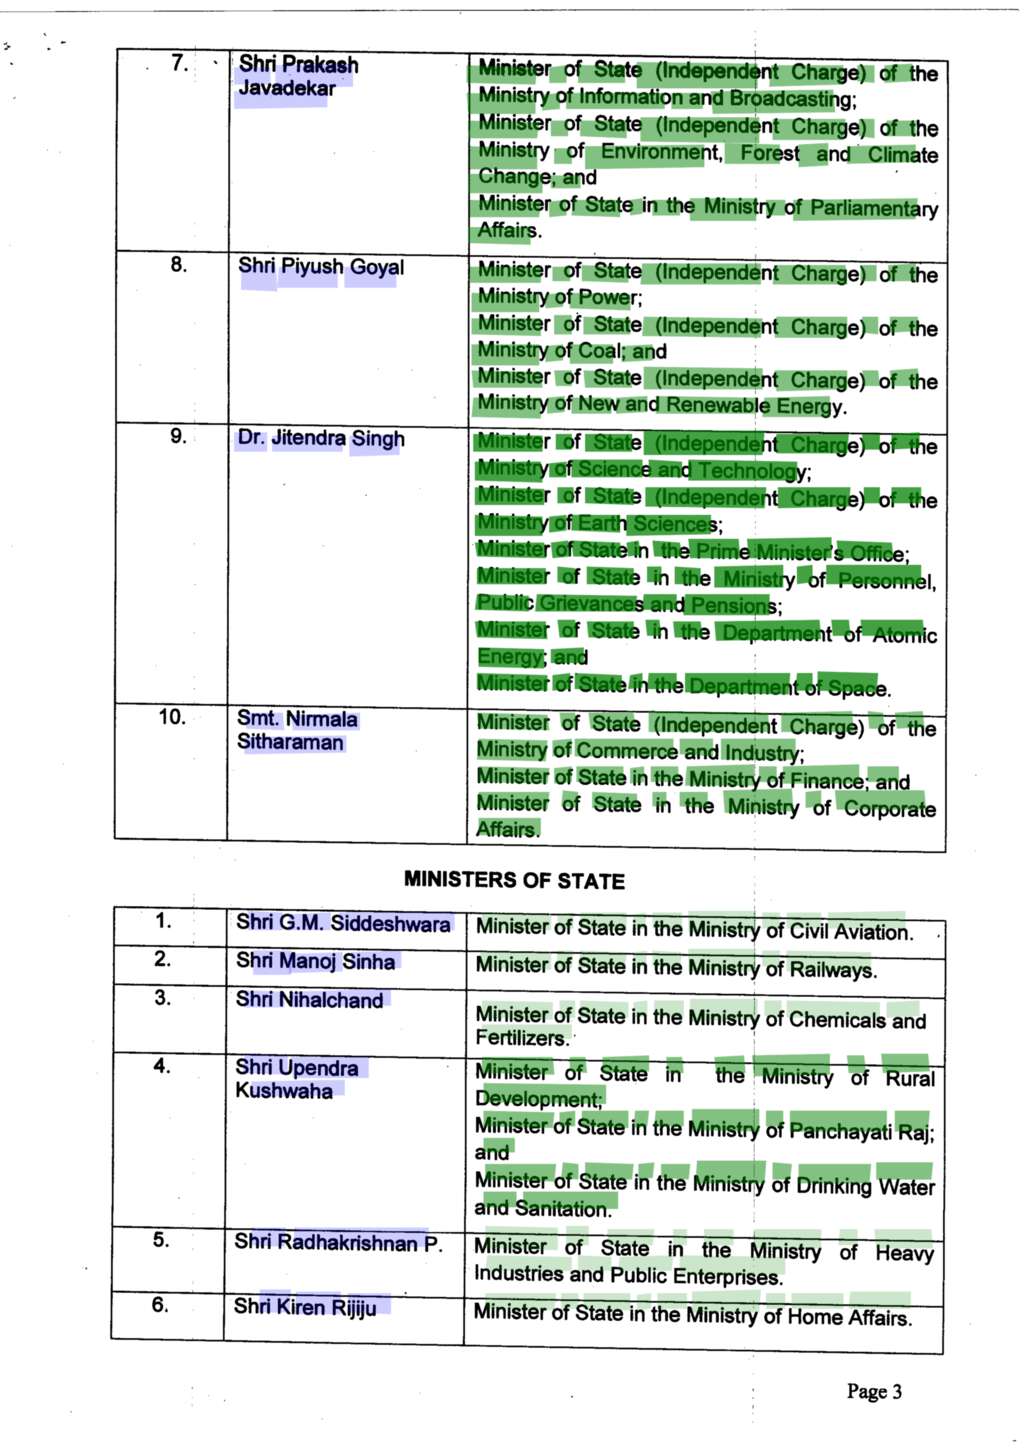 7. Shri Prakash Minister of State (Independent Charge) of the
Javadekar Ministry of Information and Broadcasting;
Minister of State (Independent Charge) of the
Ministry of Environment, Forest and Climate
Change; and
Minister of State in the Ministry of Parliamentary
Affairs.
8. Shri Piyush Goyal Minister of State (Independent Charge) of the
Ministry of Power;
Minister of State (Independent Charge) of the
Ministry of Coal; and
Minister of State (Independent Charge) of the
Ministry of New and Renewable Energy.
9. Dr. Jitendra Singh Minister of State (Independent Charge) of the
Ministry of Science and Technology;
Minister of State (Independent Charge) of the
Ministry of Earth Sciences;
Minister of State in the Prime Minister's Office;
Minister of State in the Ministry of Personnel,
Public Grievances and Pensions;
Minister of State in the Department of Atomic
Energy; and
Minister of State in the Department of Space.
10. Smt. Nirmala Minister of State (Independent Charge) of the
Sitharaman Ministry of Commerce and Industry;
Minister of State in the Ministry of Finance; and
Minister of State in the Ministry of Corporate
Affairs.
MINISTERS OF STATE
1. Shri G.M. Siddeshwara Minister of State in the Ministry of Civil Aviation.
2. Shri Manoj Sinha Minister of State in the Ministry of Railways.
3. Shri Nihalchand Minister of State in the Ministry of Chemicals and
Fertilizers.
4. Shri Upendra Minister of State in the Ministry of Rural
Kushwaha Development;
Minister of State in the Ministry of Panchayati Raj;
and
Minister of State in the Ministry of Drinking Water
and Sanitation.
5. Shri Radhakrishnan P. Minister of State in the Ministry of Heavy
Industries and Public Enterprises.
6. Shri Kiren Rijiju Minister of State in the Ministry of Home Affairs.
Page 3